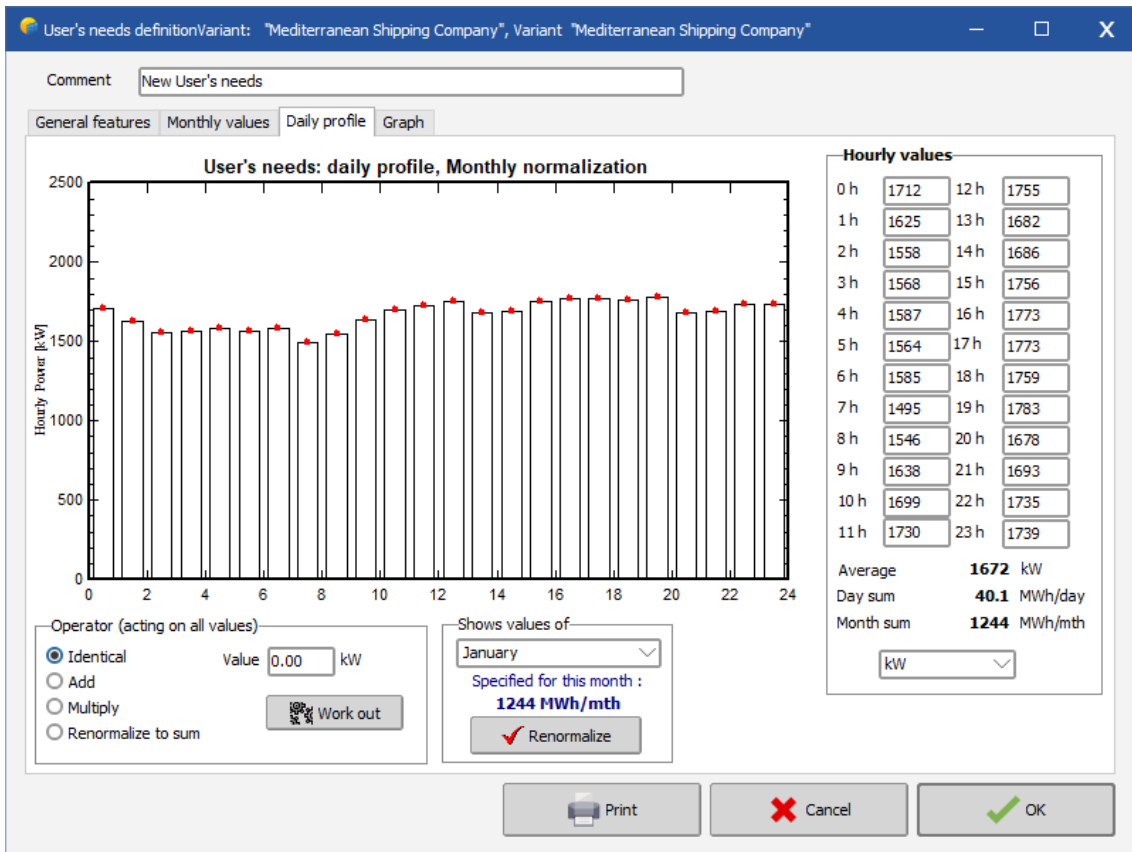 User's needs definitionVariant:   "Mediterranean Shipping Company", Variant  "Mediterranean Shipping Company"
Comment New User's needs
General features Monthly values Daily profile Graph
User's needs: daily profile, Monthly normalization
Hourly Power [kW]
2500
2000
1500
1000
500
0
0 2 4 6 8 10 12 14 16 18 20 22 24
Hourly values
0 h 1712 12 h 1755
1 h 1625 13 h 1682
2 h 1558 14 h 1686
3 h 1568 15 h 1756
4 h 1587 16 h 1773
5 h 1564 17 h 1773
6 h 1585 18 h 1759
7 h 1495 19 h 1783
8 h 1546 20 h 1678
9 h 1638 21 h 1693
10 h 1699 22 h 1735
11 h 1730 23 h 1739
Average 1672 kW
Day sum 40.1 MWh/day
Month sum 1244 MWh/mth
kW
Operator (acting on all values)
Identical
Add
Multiply
Renormalize to sum
Value 0.00 kW
Work out
Shows values of
January
Specified for this month :
1244 MWh/mth
Renormalize
Print Cancel OK